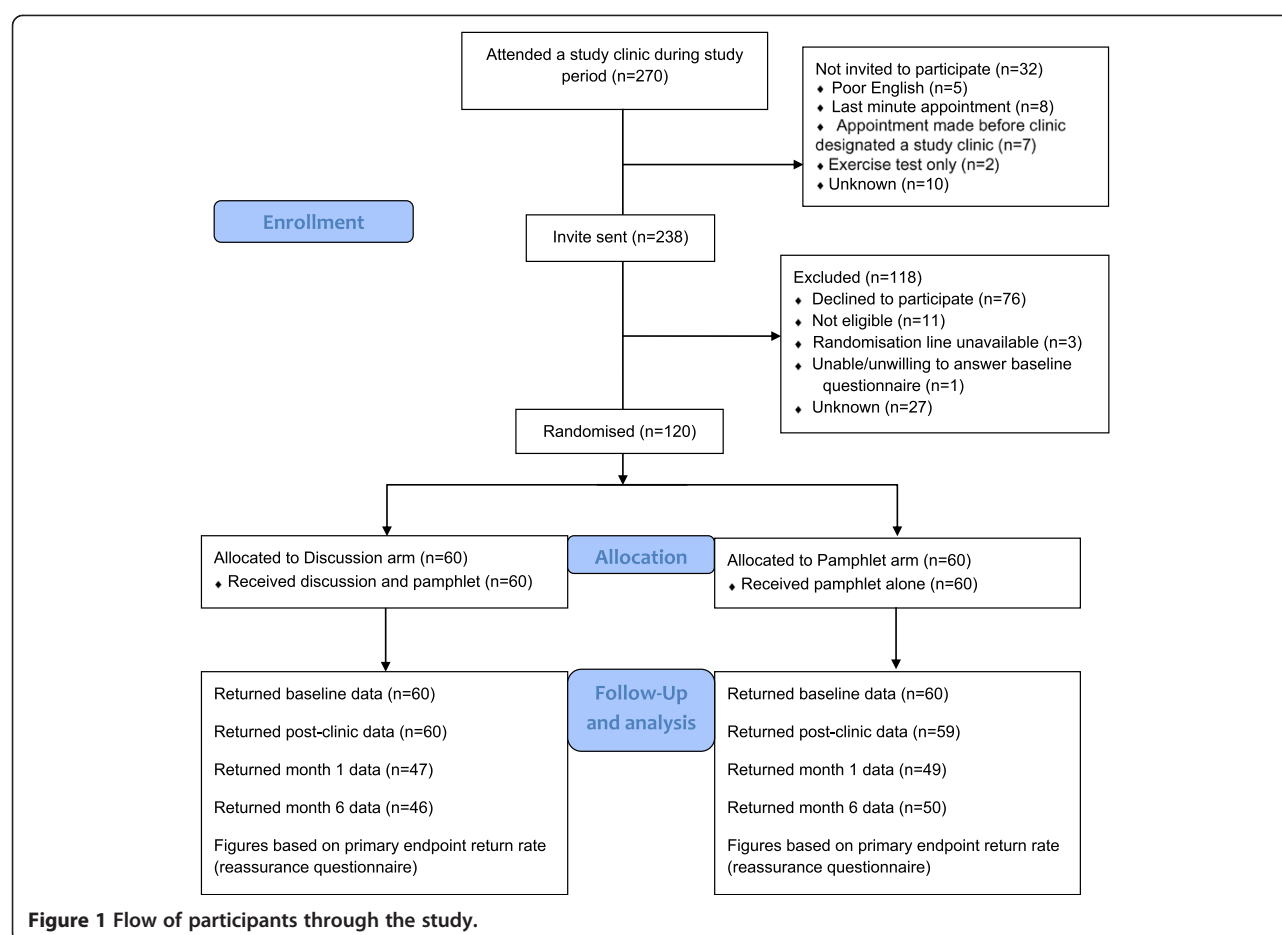 Attended a study clinic during study
period (n=270)
Not invited to participate (n=32)
♦ Poor English (n=5)
♦ Last minute appointment (n=8)
♦ Appointment made before clinic
designated a study clinic (n=7)
♦ Exercise test only (n=2)
♦ Unknown (n=10)
Enrollment
Invite sent (n=238)
Excluded (n=118)
♦ Declined to participate (n=76)
♦ Not eligible (n=11)
♦ Randomisation line unavailable (n=3)
♦ Unable/unwilling to answer baseline
questionnaire (n=1)
♦ Unknown (n=27)
Randomised (n=120)
Allocated to Discussion arm (n=60)
♦ Received discussion and pamphlet (n=60)
Allocation
Allocated to Pamphlet arm (n=60)
♦ Received pamphlet alone (n=60)
Returned baseline data (n=60)
Returned post-clinic data (n=60)
Returned month 1 data (n=47)
Returned month 6 data (n=46)
Figures based on primary endpoint return rate
(reassurance questionnaire)
Follow-Up
and analysis
Returned baseline data (n=60)
Returned post-clinic data (n=59)
Returned month 1 data (n=49)
Returned month 6 data (n=50)
Figures based on primary endpoint return rate
(reassurance questionnaire)
Figure 1 Flow of participants through the study.